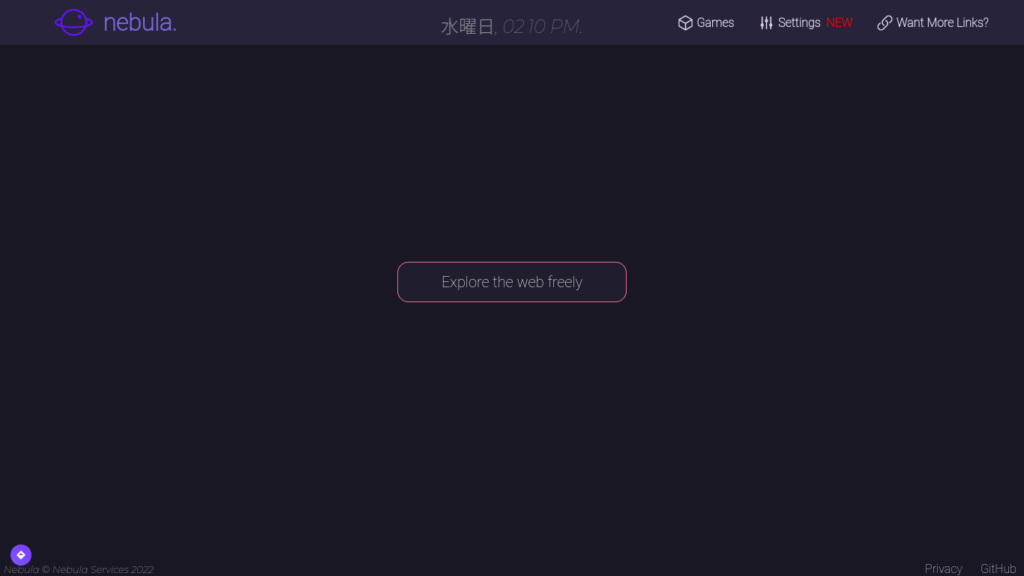 nebula.
水曜日, 02 10 PM.
Games
Settings NEW
Want More Links?
Explore the web freely
Nebula © Nebula Services 2022
Privacy
GitHub